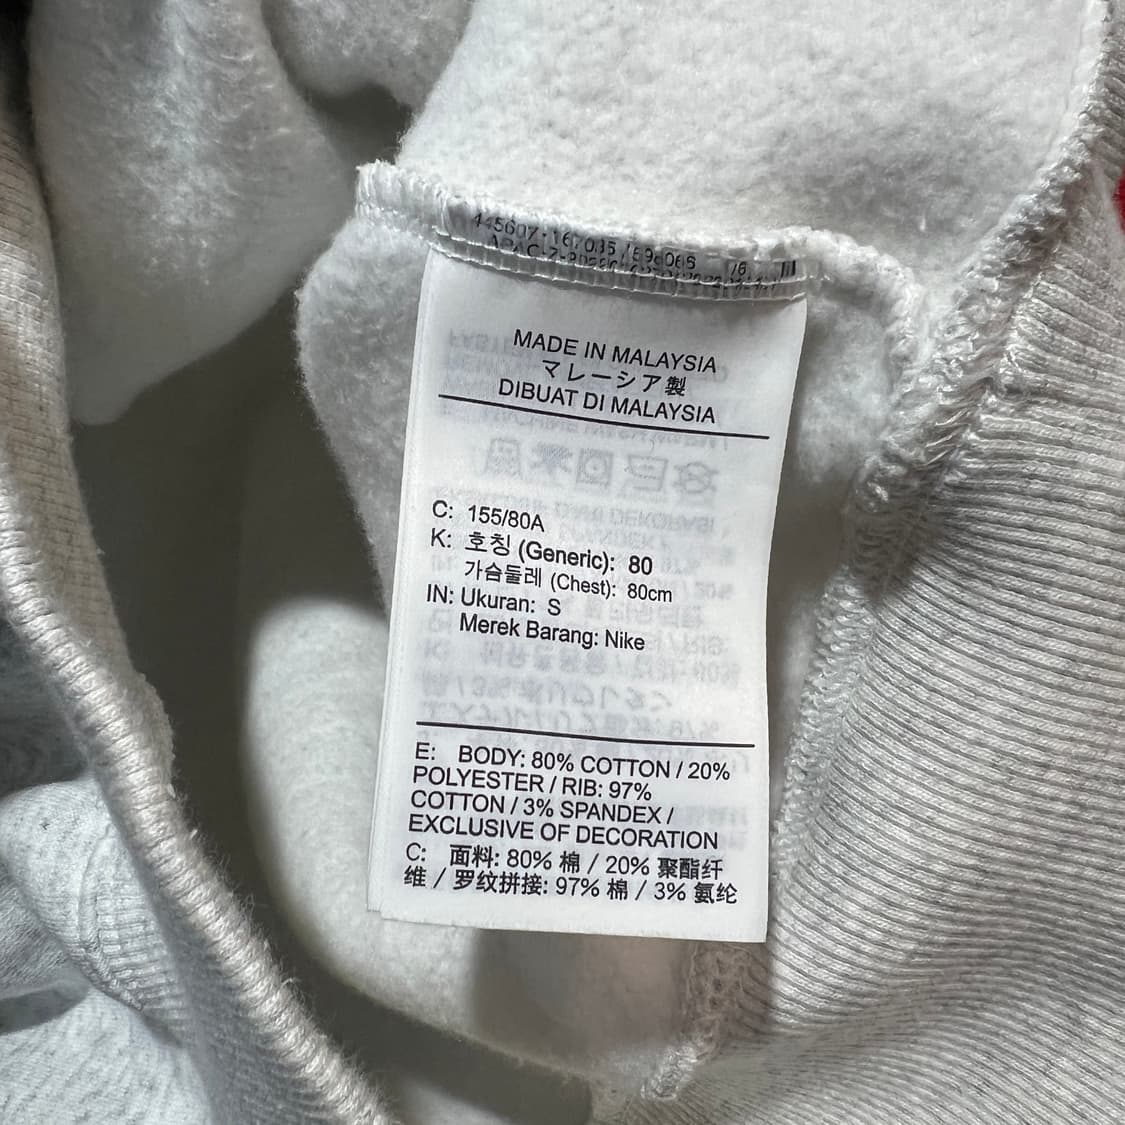 MADE IN MALAYSIA
マレーシア製
DIBUAT DI MALAYSIA
C: 155/80A
K: 호칭 (Generic): 80
가슴둘레 (Chest): 80cm
IN: Ukuran: S
Merek Barang: Nike
E: BODY: 80% COTTON / 20%
POLYESTER / RIB: 97%
COTTON / 3% SPANDEX /
EXCLUSIVE OF DECORATION
C: 面料: 80% 棉 / 20% 聚酯纤
维 / 罗纹拼接: 97% 棉 / 3% 氨纶